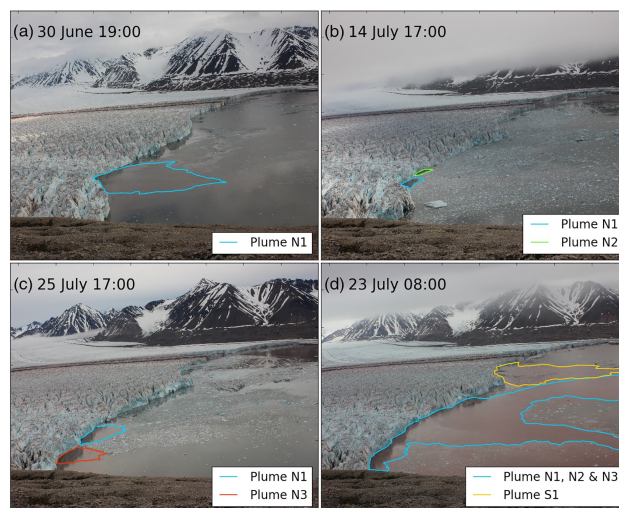 (a) 30 June 19:00
Plume N1
(b) 14 July 17:00
Plume N1
Plume N2
(c) 25 July 17:00
Plume N1
Plume N3
(d) 23 July 08:00
Plume N1, N2 & N3
Plume S1